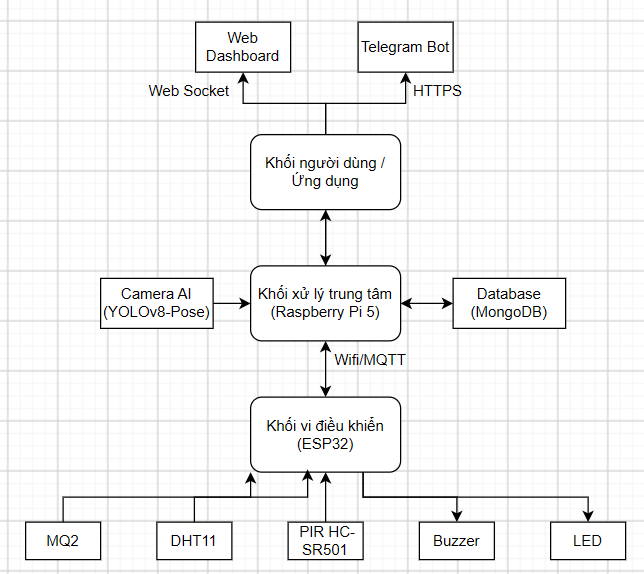 Web
Dashboard
Telegram Bot
Web Socket
HTTPS
Khối người dùng /
Ứng dụng
Camera AI
(YOLOv8-Pose)
Khối xử lý trung tâm
(Raspberry Pi 5)
Database
(MongoDB)
Wifi/MQTT
Khối vi điều khiển
(ESP32)
MQ2
DHT11
PIR HC-
SR501
Buzzer
LED